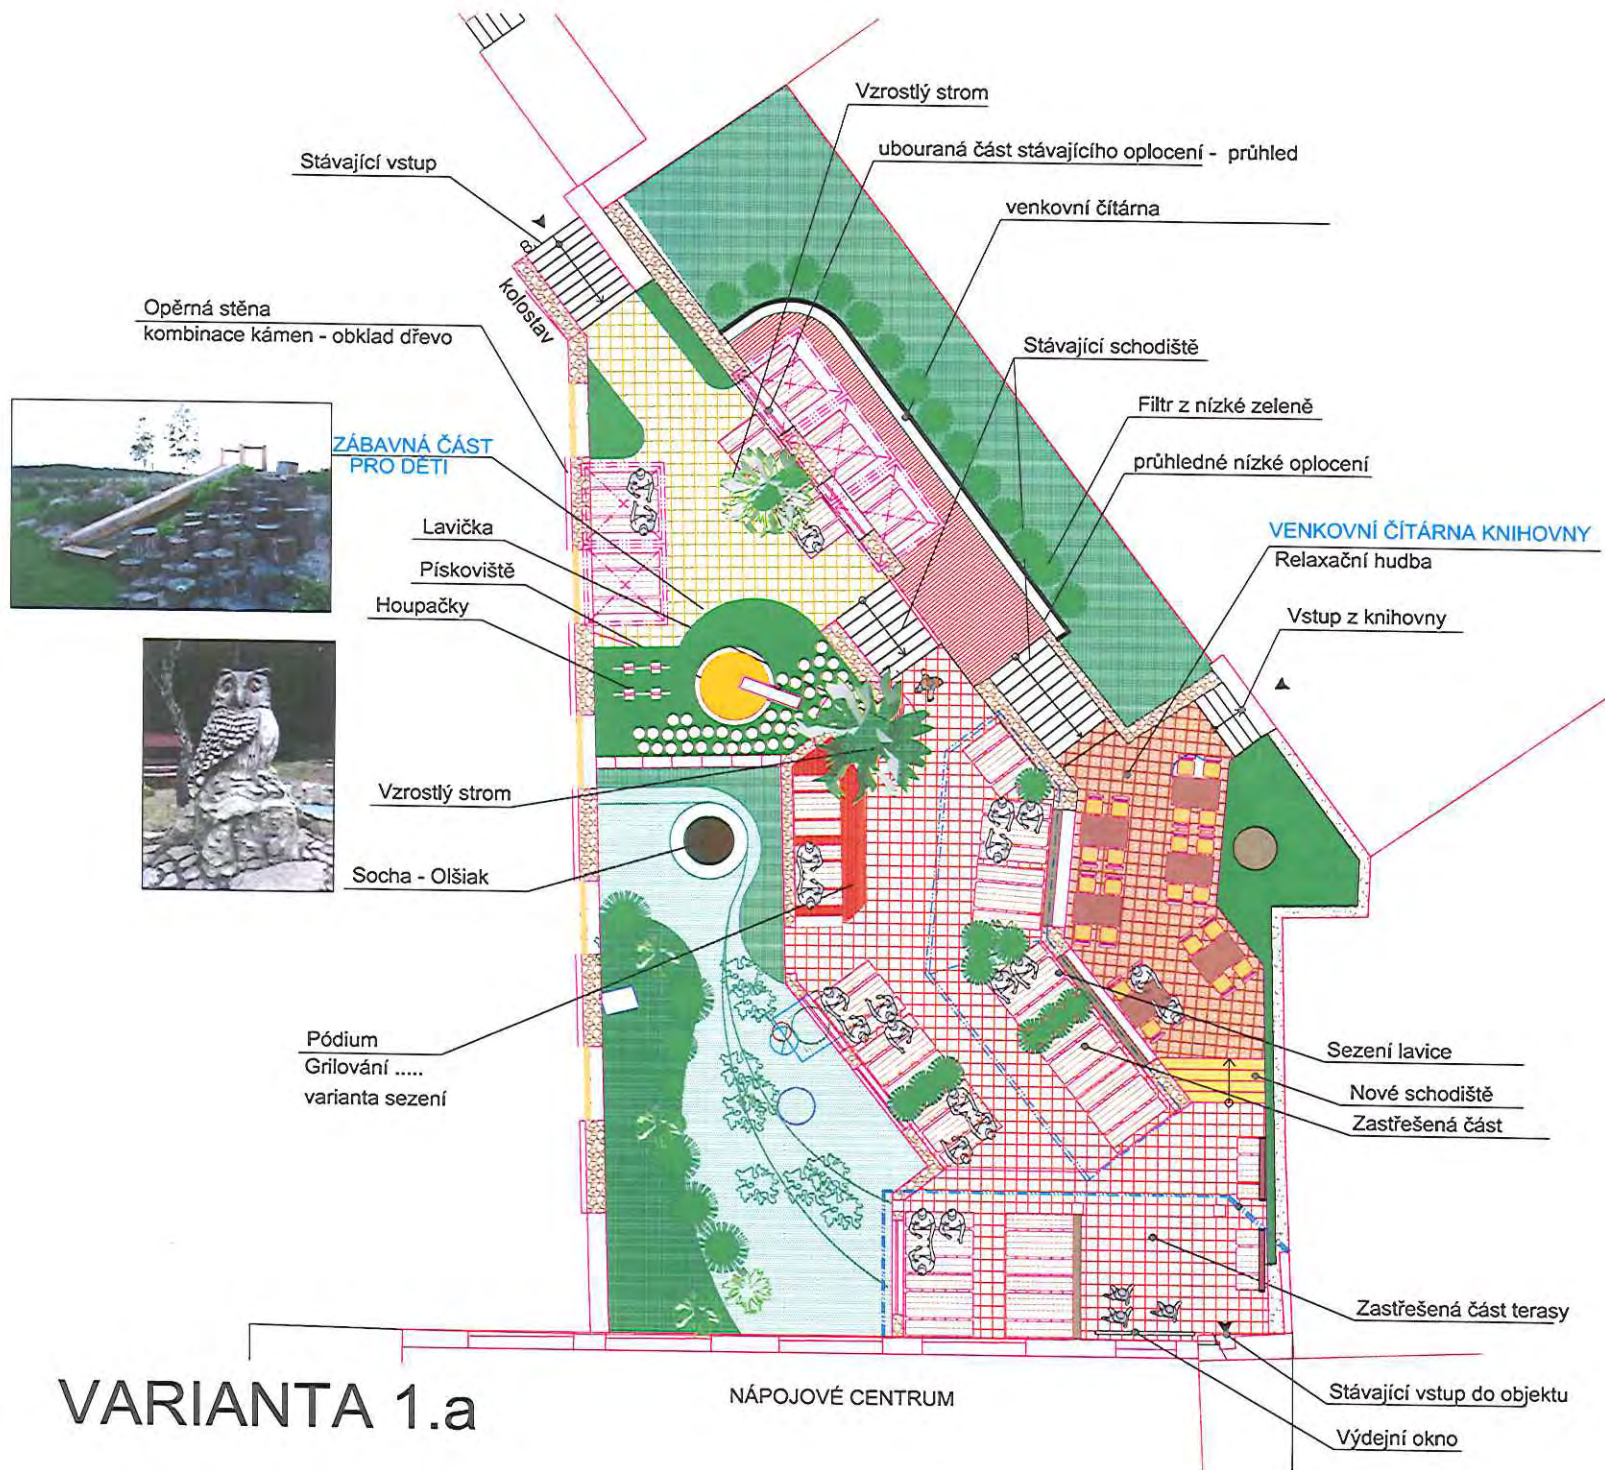 Vzrostlý strom
ubouraná část stávajícího oplocení - průhled
Stávající vstup
venkovní čítárna
kolostav
Opěrná stěna
kombinace kámen - obklad dřevo
Stávající schodiště
Filtr z nízké zeleně
ZÁBAVNÁ ČÁST
PRO DĚTI
průhledné nízké oplocení
Lavička
VENKOVNÍ ČÍTÁRNA KNIHOVNY
Relaxační hudba
Pískoviště
Houpačky
Vstup z knihovny
Vzrostlý strom
Socha - Olšiak
Pódium
Grilování .....
varianta sezení
Sezení lavice
Nové schodiště
Zastřešená část
Zastřešená část terasy
VARIANTA 1.a
NÁPOJOVÉ CENTRUM
Stávající vstup do objektu
Výdejní okno